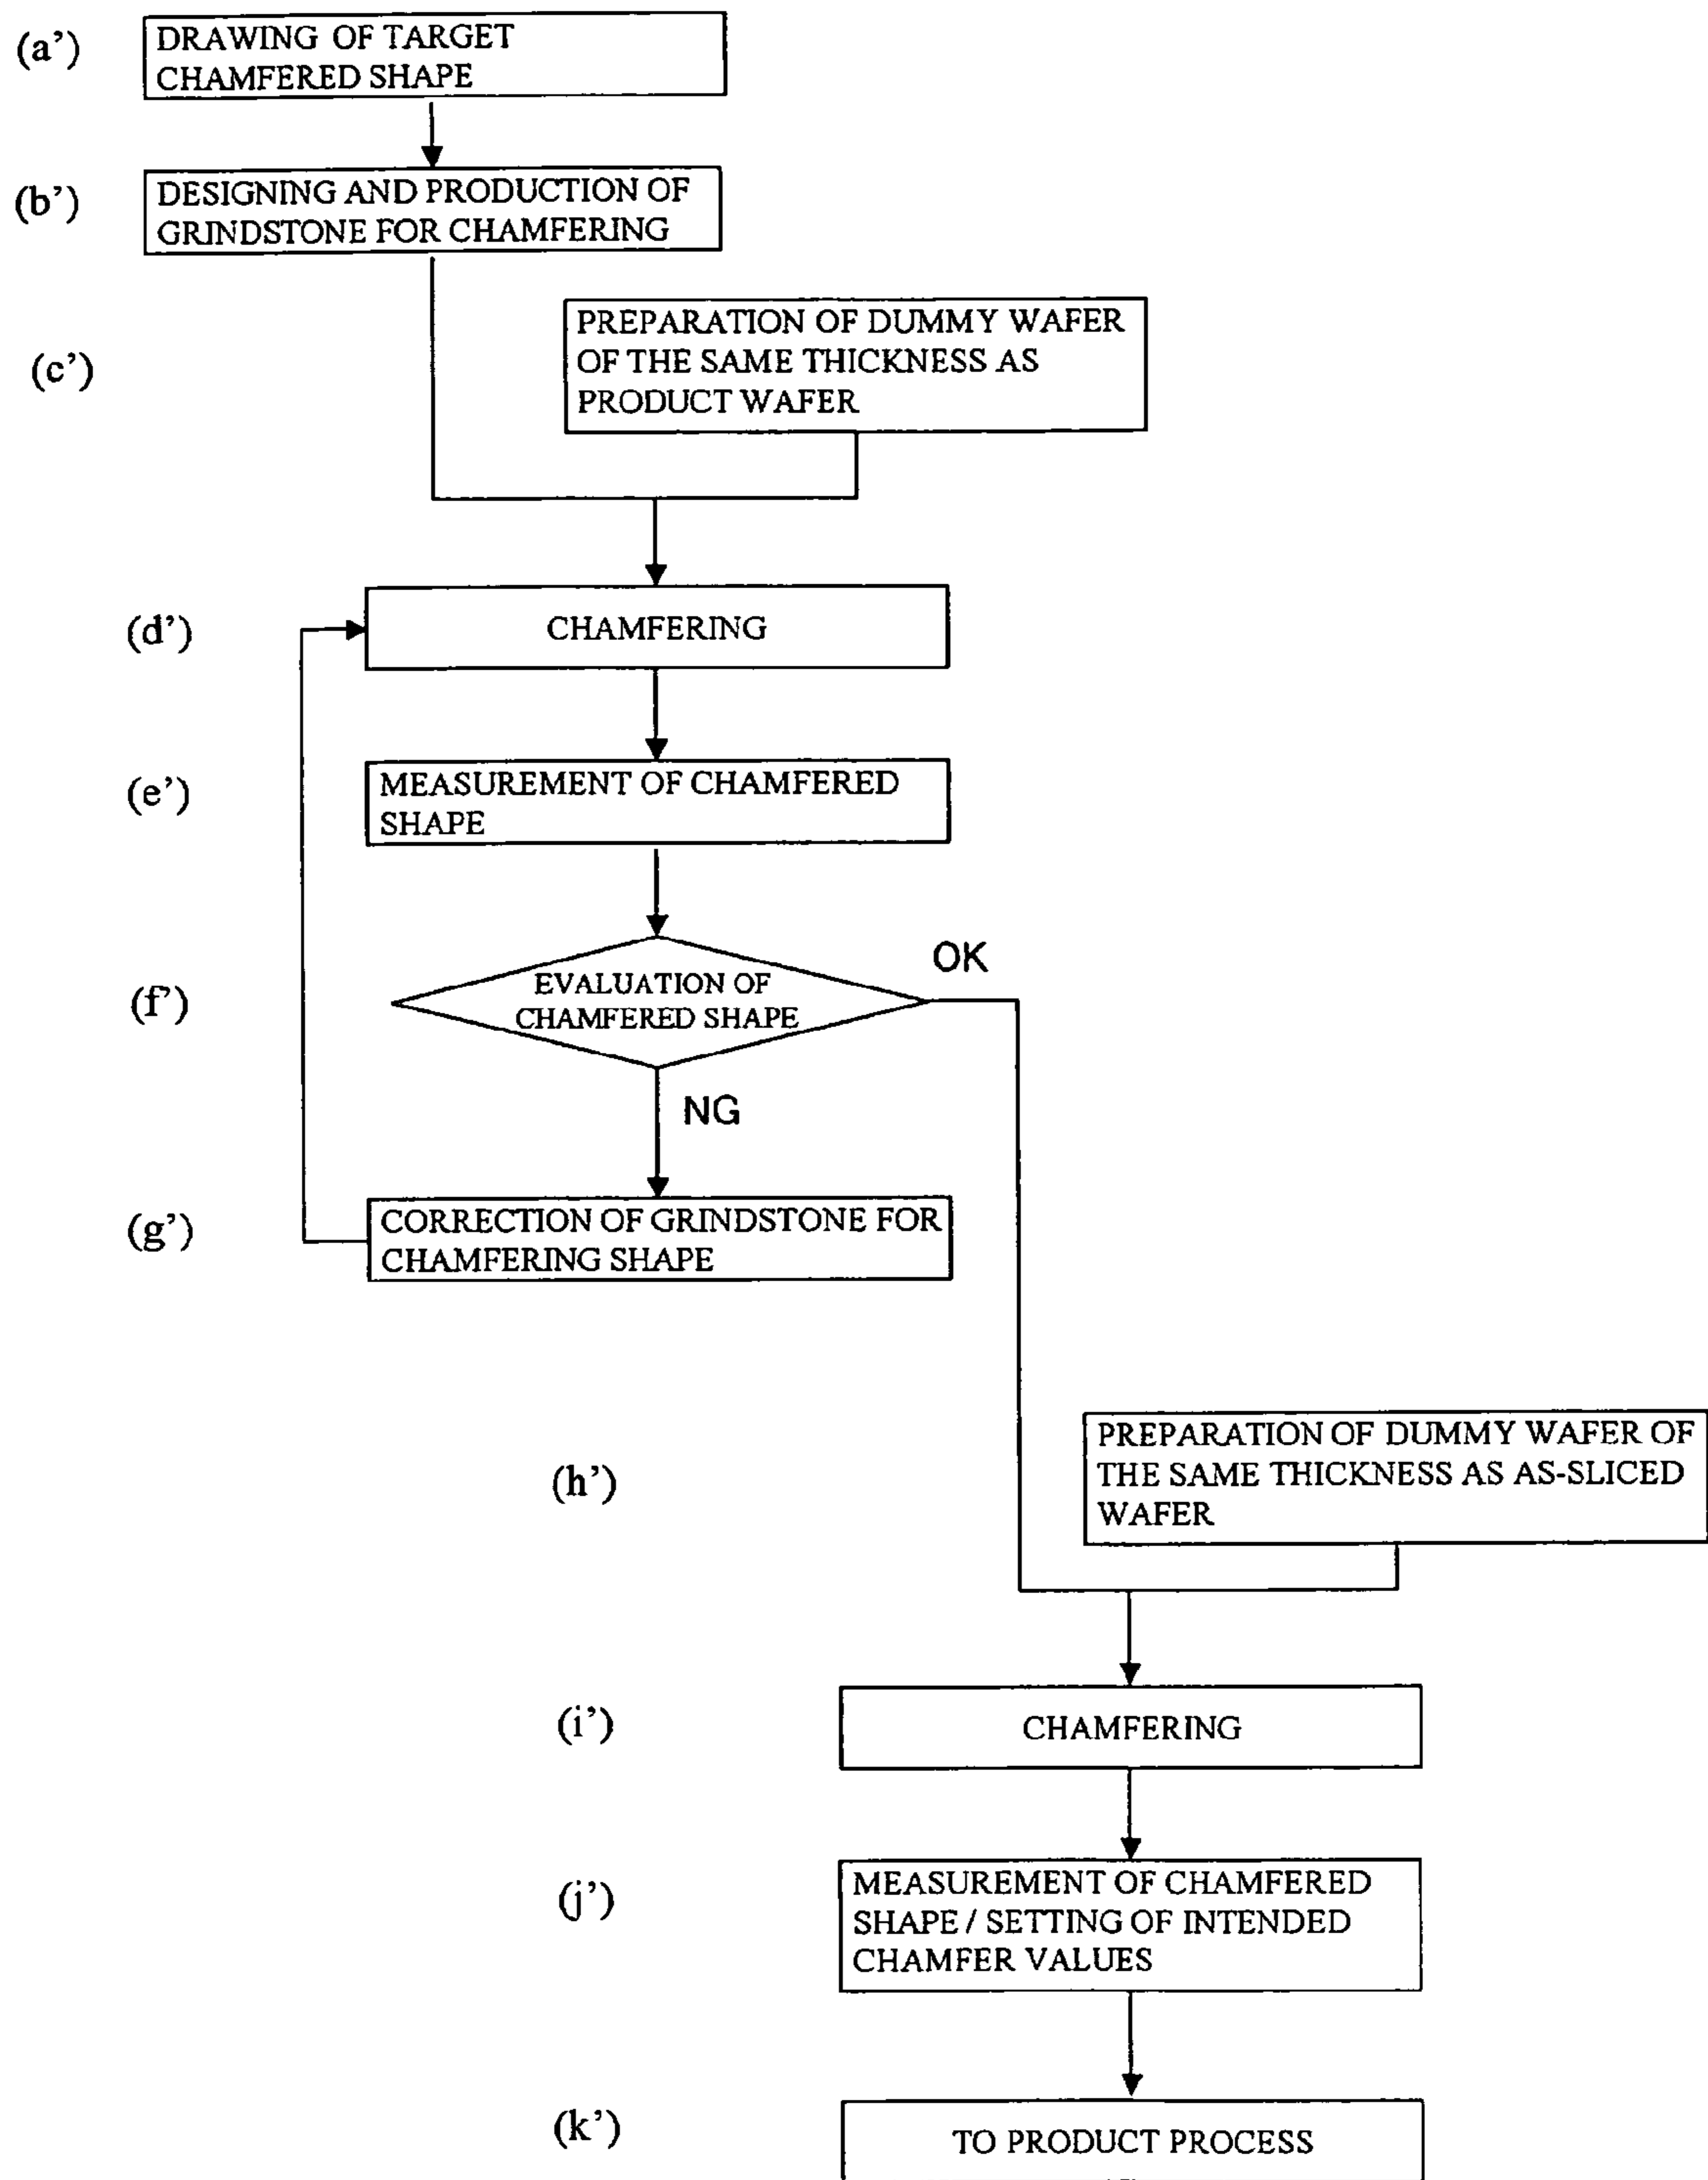 (a’)
DRAWING OF TARGET
CHAMFERED SHAPE
(b’)
DESIGNING AND PRODUCTION OF
GRINDSTONE FOR CHAMFERING
(c’)
PREPARATION OF DUMMY WAFER
OF THE SAME THICKNESS AS
PRODUCT WAFER
(d’)
CHAMFERING
(e’)
MEASUREMENT OF CHAMFERED
SHAPE
(f’)
EVALUATION OF
CHAMFERED SHAPE
OK
NG
(g’)
CORRECTION OF GRINDSTONE FOR
CHAMFERING SHAPE
(h’)
PREPARATION OF DUMMY WAFER OF
THE SAME THICKNESS AS AS-SLICED
WAFER
(i’)
CHAMFERING
(j’)
MEASUREMENT OF CHAMFERED
SHAPE / SETTING OF INTENDED
CHAMFER VALUES
(k’)
TO PRODUCT PROCESS